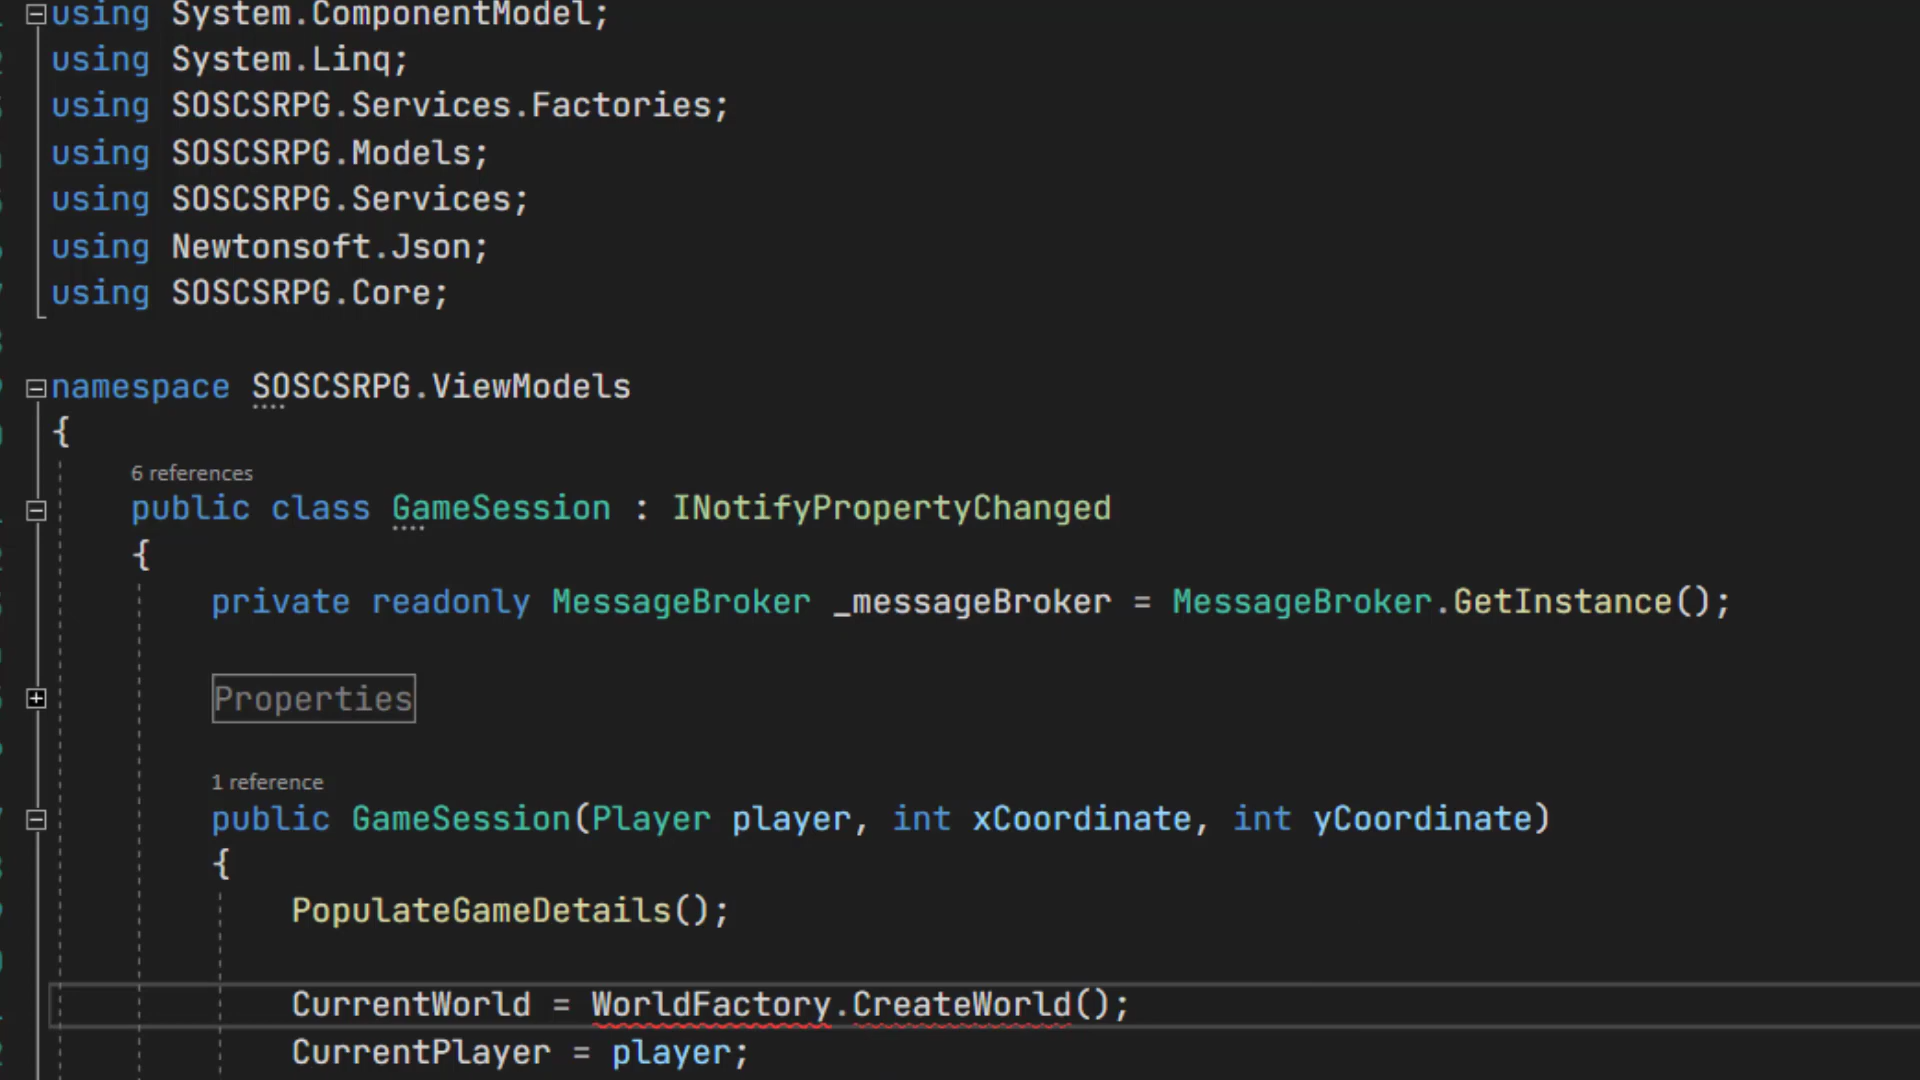 using System.ComponentModel;
using System.Linq;
using SOSCSRPG.Services.Factories;
using SOSCSRPG.Models;
using SOSCSRPG.Services;
using Newtonsoft.Json;
using SOSCSRPG.Core;
namespace SOSCSRPG.ViewModels
{
6 references
public class GameSession : INotifyPropertyChanged
{
private readonly MessageBroker _messageBroker = MessageBroker.GetInstance();
Properties
1 reference
public GameSession(Player player, int xCoordinate, int yCoordinate)
{
PopulateGameDetails();
CurrentWorld = WorldFactory.CreateWorld();
CurrentPlayer = player;